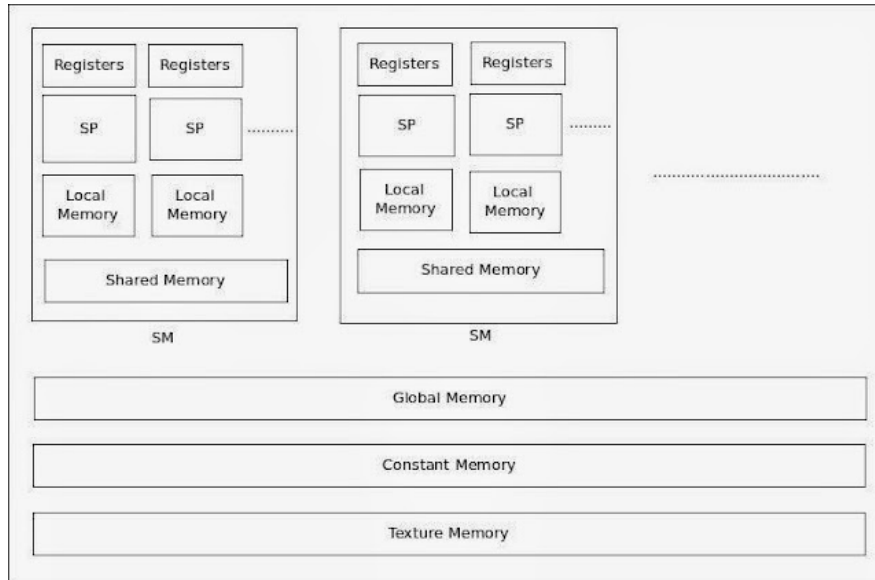 Registers
Registers
SP
SP
Local
Memory
Local
Memory
Shared Memory
SM
Registers
Registers
SP
SP
Local
Memory
Local
Memory
Shared Memory
SM
Global Memory
Constant Memory
Texture Memory